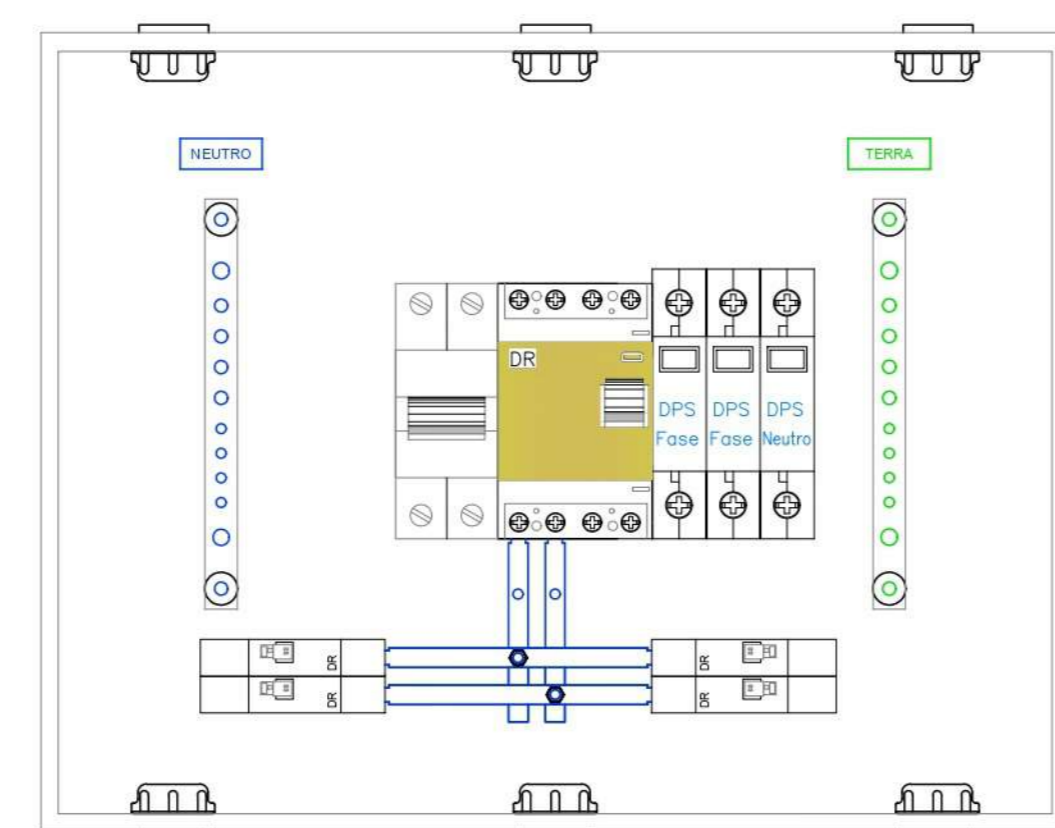 NEUTRO
TERRA
DR
DPS Fase
DPS Fase
DPS Neutro
DR
DR
DR
DR